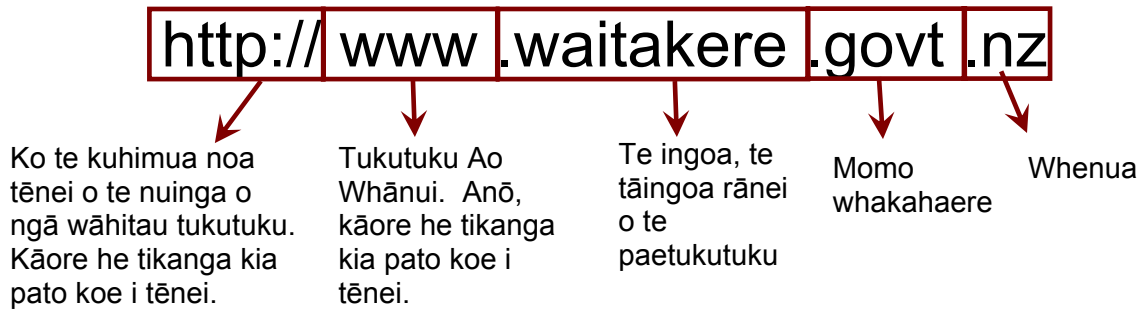 http:// www .waitakere .govt .nz
Ko te kuhimua noa
tēnei o te nuinga o
ngā wāhitau tukutuku.
Kāore he tikanga kia
pato koe i tēnei.
Tukutuku Ao
Whānui. Anō,
kāore he tikanga
kia pato koe i
tēnei.
Te ingoa, te
tāingoa rānei
o te
paetukutuku
Momo
whakahaere
Whenua